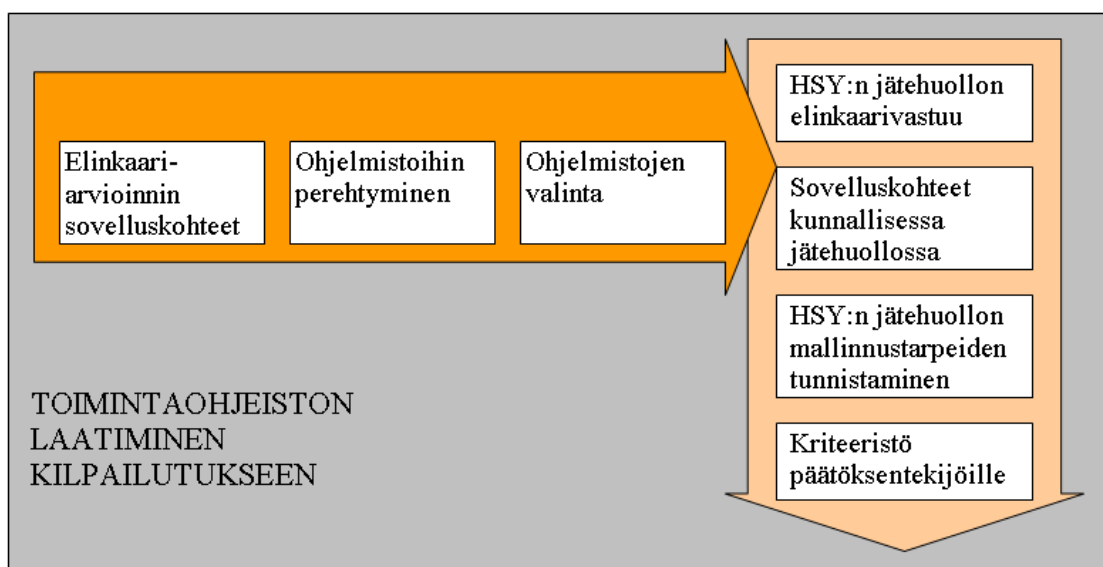 Elinkaari-
arvioinnin
sovelluskohteet
Ohjelmistoihin
perehtyminen
Ohjelmistojen
valinta
HSY:n jätehuollon
elinkaarivastuu
Sovelluskohteet
kunnallisessa
jätehuollossa
HSY:n jätehuollon
mallinnustarpeiden
tunnistaminen
Kriteeristö
päätöksentekijöille
TOIMINTAOHJEISTON
LAATIMINEN
KILPAILUTUKSEEN